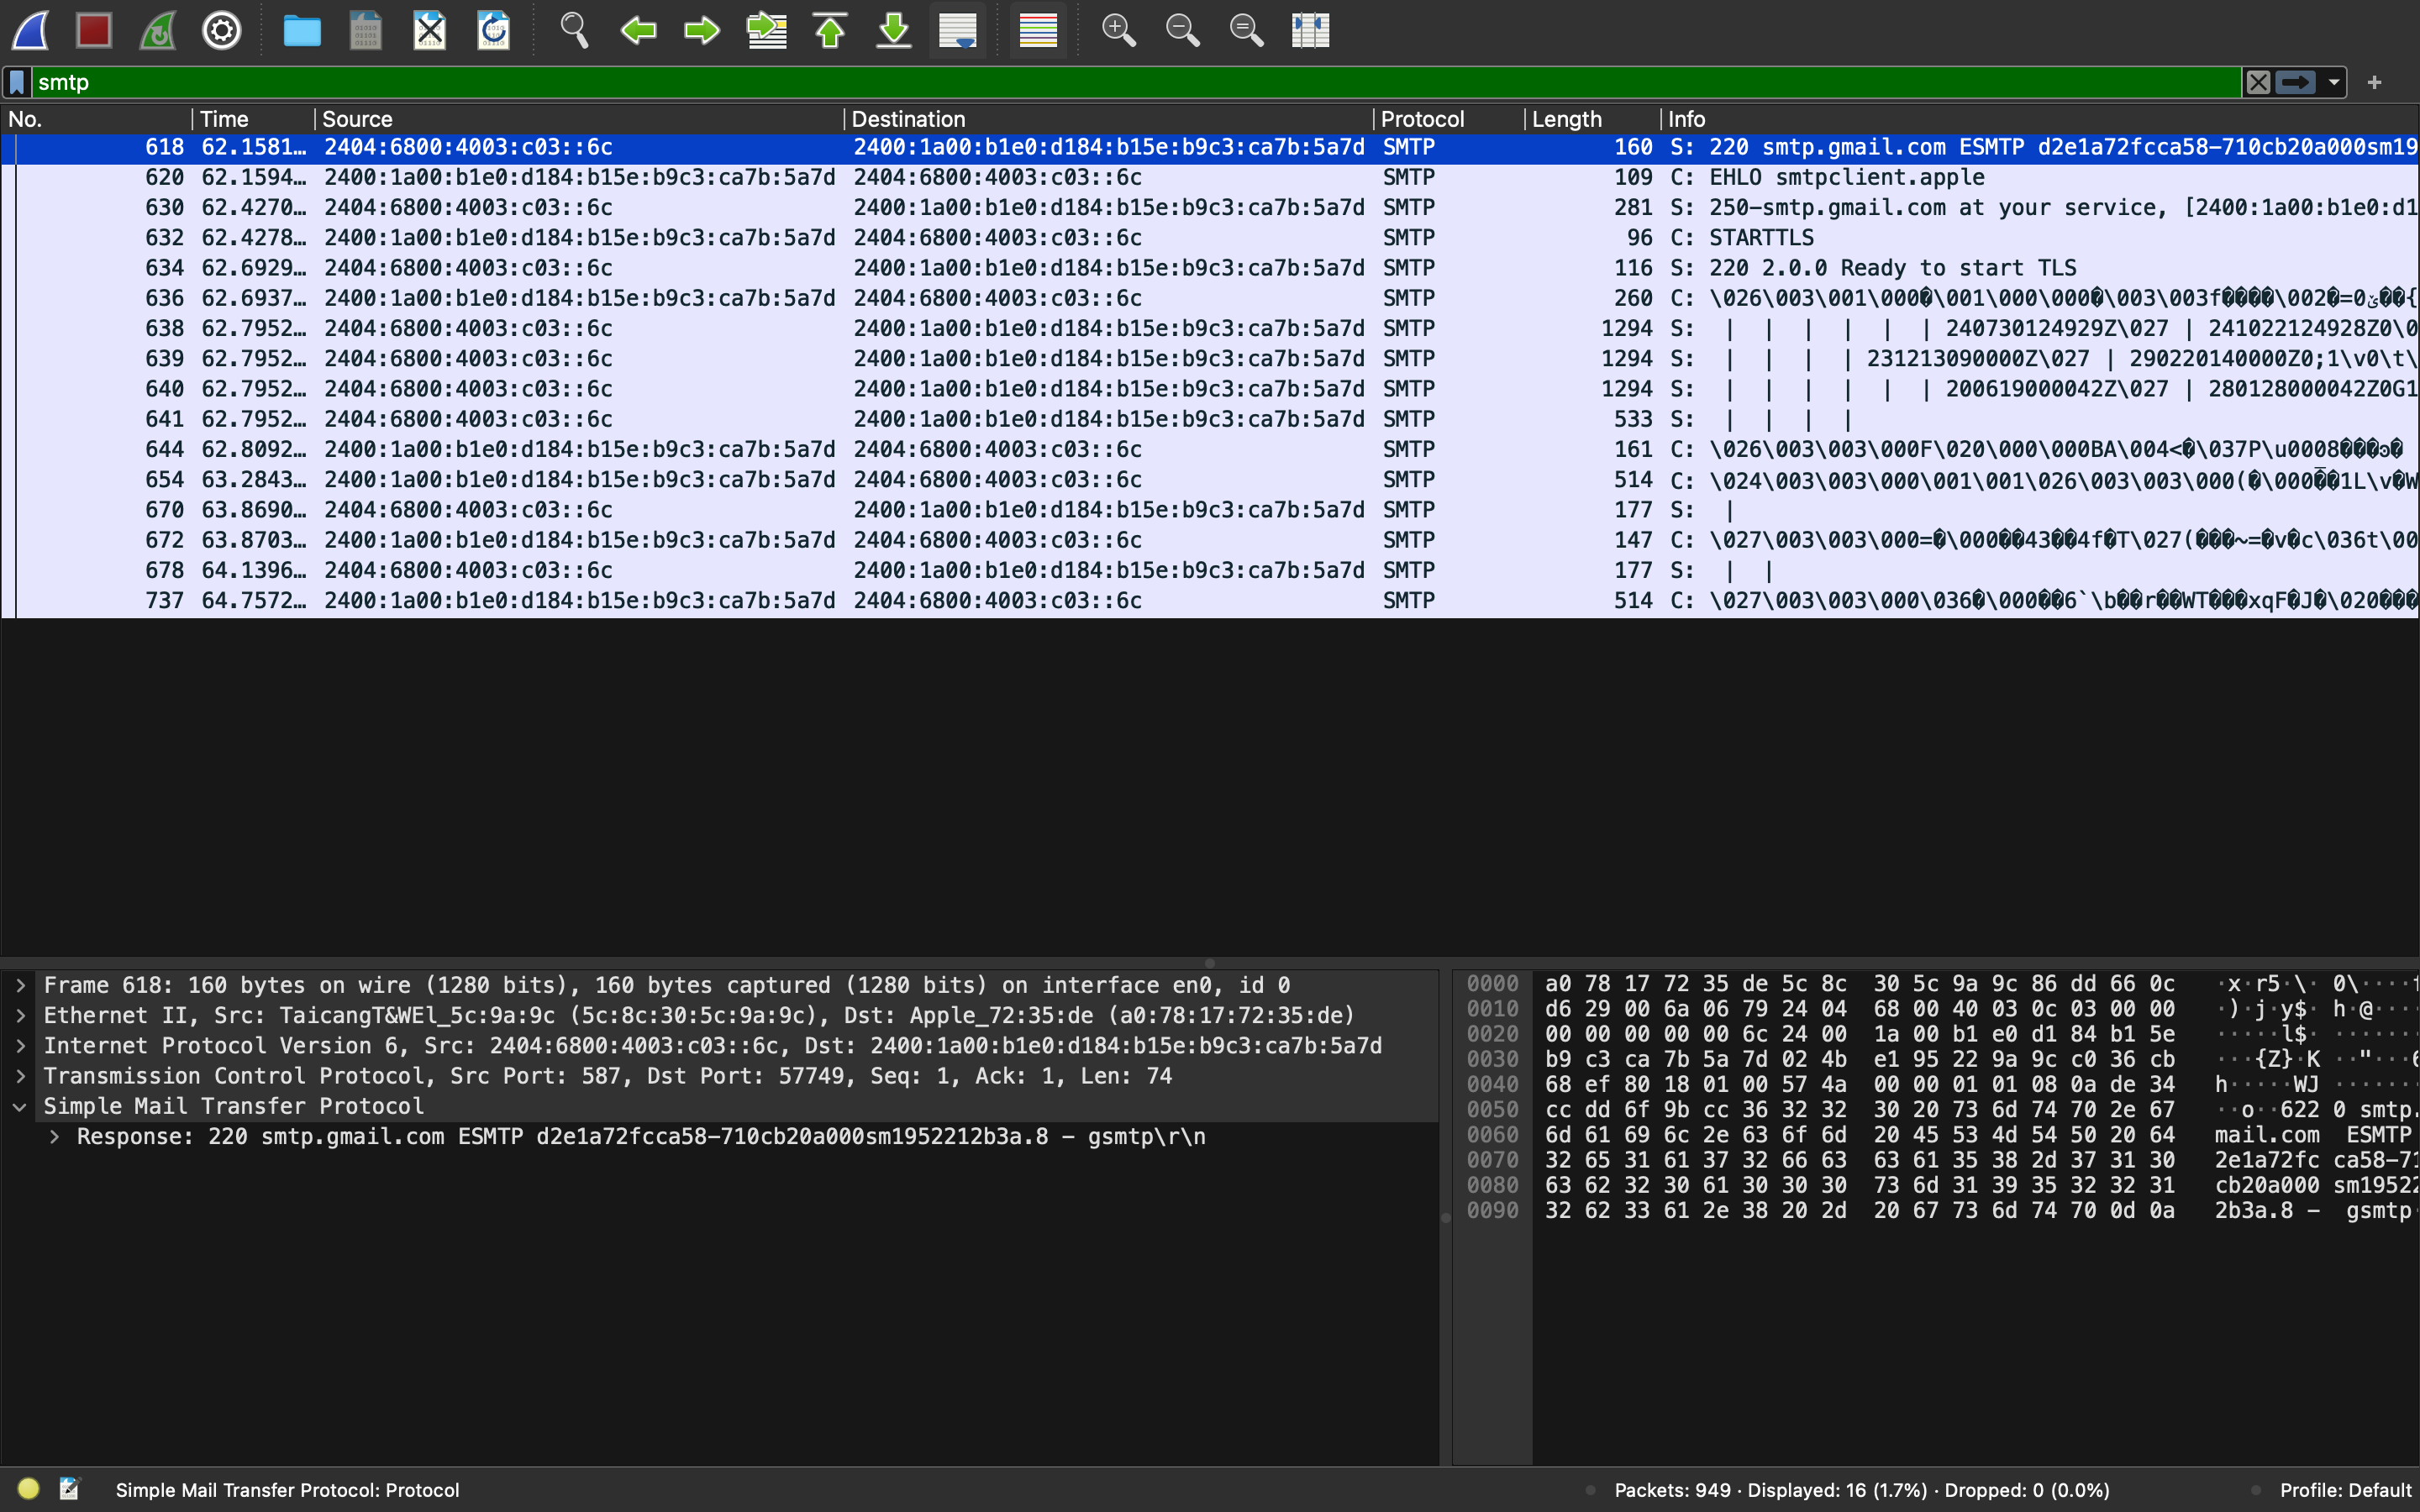 smtp
No. Time Source Destination Protocol Length Info
618 62.1581… 2404:6800:4003:c03::6c 2400:1a00:b1e0:d184:b15e:b9c3:ca7b:5a7d SMTP 160 S: 220 smtp.gmail.com ESMTP d2e1a72fcca58-710cb20a000sm19
620 62.1594… 2400:1a00:b1e0:d184:b15e:b9c3:ca7b:5a7d 2404:6800:4003:c03::6c SMTP 109 C: EHLO smtpclient.apple
630 62.4270… 2404:6800:4003:c03::6c 2400:1a00:b1e0:d184:b15e:b9c3:ca7b:5a7d SMTP 281 S: 250-smtp.gmail.com at your service, [2400:1a00:b1e0:d1
632 62.4278… 2400:1a00:b1e0:d184:b15e:b9c3:ca7b:5a7d 2404:6800:4003:c03::6c SMTP 96 C: STARTTLS
634 62.6929… 2404:6800:4003:c03::6c 2400:1a00:b1e0:d184:b15e:b9c3:ca7b:5a7d SMTP 116 S: 220 2.0.0 Ready to start TLS
636 62.6937… 2400:1a00:b1e0:d184:b15e:b9c3:ca7b:5a7d 2404:6800:4003:c03::6c SMTP 260 C: \026\003\001\000�\001\000\000�\003\003f����\002�=0
638 62.7952… 2404:6800:4003:c03::6c 2400:1a00:b1e0:d184:b15e:b9c3:ca7b:5a7d SMTP 1294 S: | | | | | | 240730124929Z\027 | 241022124928Z0\0
639 62.7952… 2404:6800:4003:c03::6c 2400:1a00:b1e0:d184:b15e:b9c3:ca7b:5a7d SMTP 1294 S: | | | | 231213090000Z\027 | 290220140000Z0;1\v0\t\
640 62.7952… 2404:6800:4003:c03::6c 2400:1a00:b1e0:d184:b15e:b9c3:ca7b:5a7d SMTP 1294 S: | | | | | | 200619000042Z\027 | 280128000042Z0G1
641 62.7952… 2404:6800:4003:c03::6c 2400:1a00:b1e0:d184:b15e:b9c3:ca7b:5a7d SMTP 533 S: | | | |
644 62.8092… 2400:1a00:b1e0:d184:b15e:b9c3:ca7b:5a7d 2404:6800:4003:c03::6c SMTP 161 C: \026\003\003\000F\020\000\000BA\004<�\037P\u0008���
654 63.2843… 2400:1a00:b1e0:d184:b15e:b9c3:ca7b:5a7d 2404:6800:4003:c03::6c SMTP 514 C: \024\003\003\000\001\001\026\003\003\000(�\000��1L\v�W
670 63.8690… 2404:6800:4003:c03::6c 2400:1a00:b1e0:d184:b15e:b9c3:ca7b:5a7d SMTP 177 S: |
672 63.8703… 2400:1a00:b1e0:d184:b15e:b9c3:ca7b:5a7d 2404:6800:4003:c03::6c SMTP 147 C: \027\003\003\000=�\000��43��4f�T\027(���~=�v�c\036t\00
678 64.1396… 2404:6800:4003:c03::6c 2400:1a00:b1e0:d184:b15e:b9c3:ca7b:5a7d SMTP 177 S: | |
737 64.7572… 2400:1a00:b1e0:d184:b15e:b9c3:ca7b:5a7d 2404:6800:4003:c03::6c SMTP 514 C: \027\003\003\000\036�\000��6`\b��r��WT���xqF�J�\020���
Frame 618: 160 bytes on wire (1280 bits), 160 bytes captured (1280 bits) on interface en0, id 0
Ethernet II, Src: TaicangT&WEl_5c:9a:9c (5c:8c:30:5c:9a:9c), Dst: Apple_72:35:de (a0:78:17:72:35:de)
Internet Protocol Version 6, Src: 2404:6800:4003:c03::6c, Dst: 2400:1a00:b1e0:d184:b15e:b9c3:ca7b:5a7d
Transmission Control Protocol, Src Port: 587, Dst Port: 57749, Seq: 1, Ack: 1, Len: 74
Simple Mail Transfer Protocol
Response: 220 smtp.gmail.com ESMTP d2e1a72fcca58-710cb20a000sm1952212b3a.8 - gsmtp\r\n
0000 a0 78 17 72 35 de 5c 8c 30 5c 9a 9c 86 dd 66 0c ·x·r5·\· 0\····f
0010 d6 29 00 6a 06 79 24 04 68 00 40 03 0c 03 00 00 ·)·j·y$· h·@····
0020 00 00 00 00 00 6c 24 00 1a 00 b1 e0 d1 84 b1 5e ·····l$· ·······
0030 b9 c3 ca 7b 5a 7d 02 4b e1 95 22 9a 9c c0 36 cb ···{Z}·K ··"···6
0040 68 ef 80 18 01 00 57 4a 00 00 01 01 08 0a de 34 h·····WJ ·······
0050 cc dd 6f 9b cc 36 32 32 30 20 73 6d 74 70 2e 67 ··o··622 0 smtp.
0060 6d 61 69 6c 2e 63 6f 6d 20 45 53 4d 54 50 20 64 mail.com ESMTP
0070 32 65 31 61 37 32 66 63 63 61 35 38 2d 37 31 30 2e1a72fc ca58-71
0080 63 62 32 30 61 30 30 30 73 6d 31 39 35 32 32 31 cb20a000 sm19522
0090 32 62 33 61 2e 38 20 2d 20 67 73 6d 74 70 0d 0a 2b3a.8 - gsmtp·
Simple Mail Transfer Protocol: Protocol
Packets: 949 · Displayed: 16 (1.7%) · Dropped: 0 (0.0%)
Profile: Default